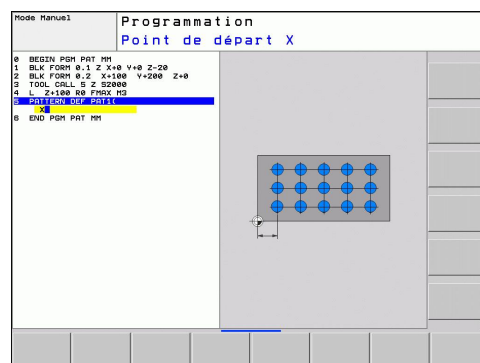 Mode Manuel
Programmation
Point de départ X
0 BEGIN PGM PAT MM
1 BLK FORM 0.1 Z X+0 Y+0 Z-20
2 BLK FORM 0.2 X+100 Y+200 Z+0
3 TOOL CALL 5 Z S2000
4 L Z+100 R0 FMAX M3
5 PATTERN DEF PAT1(
X
6 END PGM PAT MM